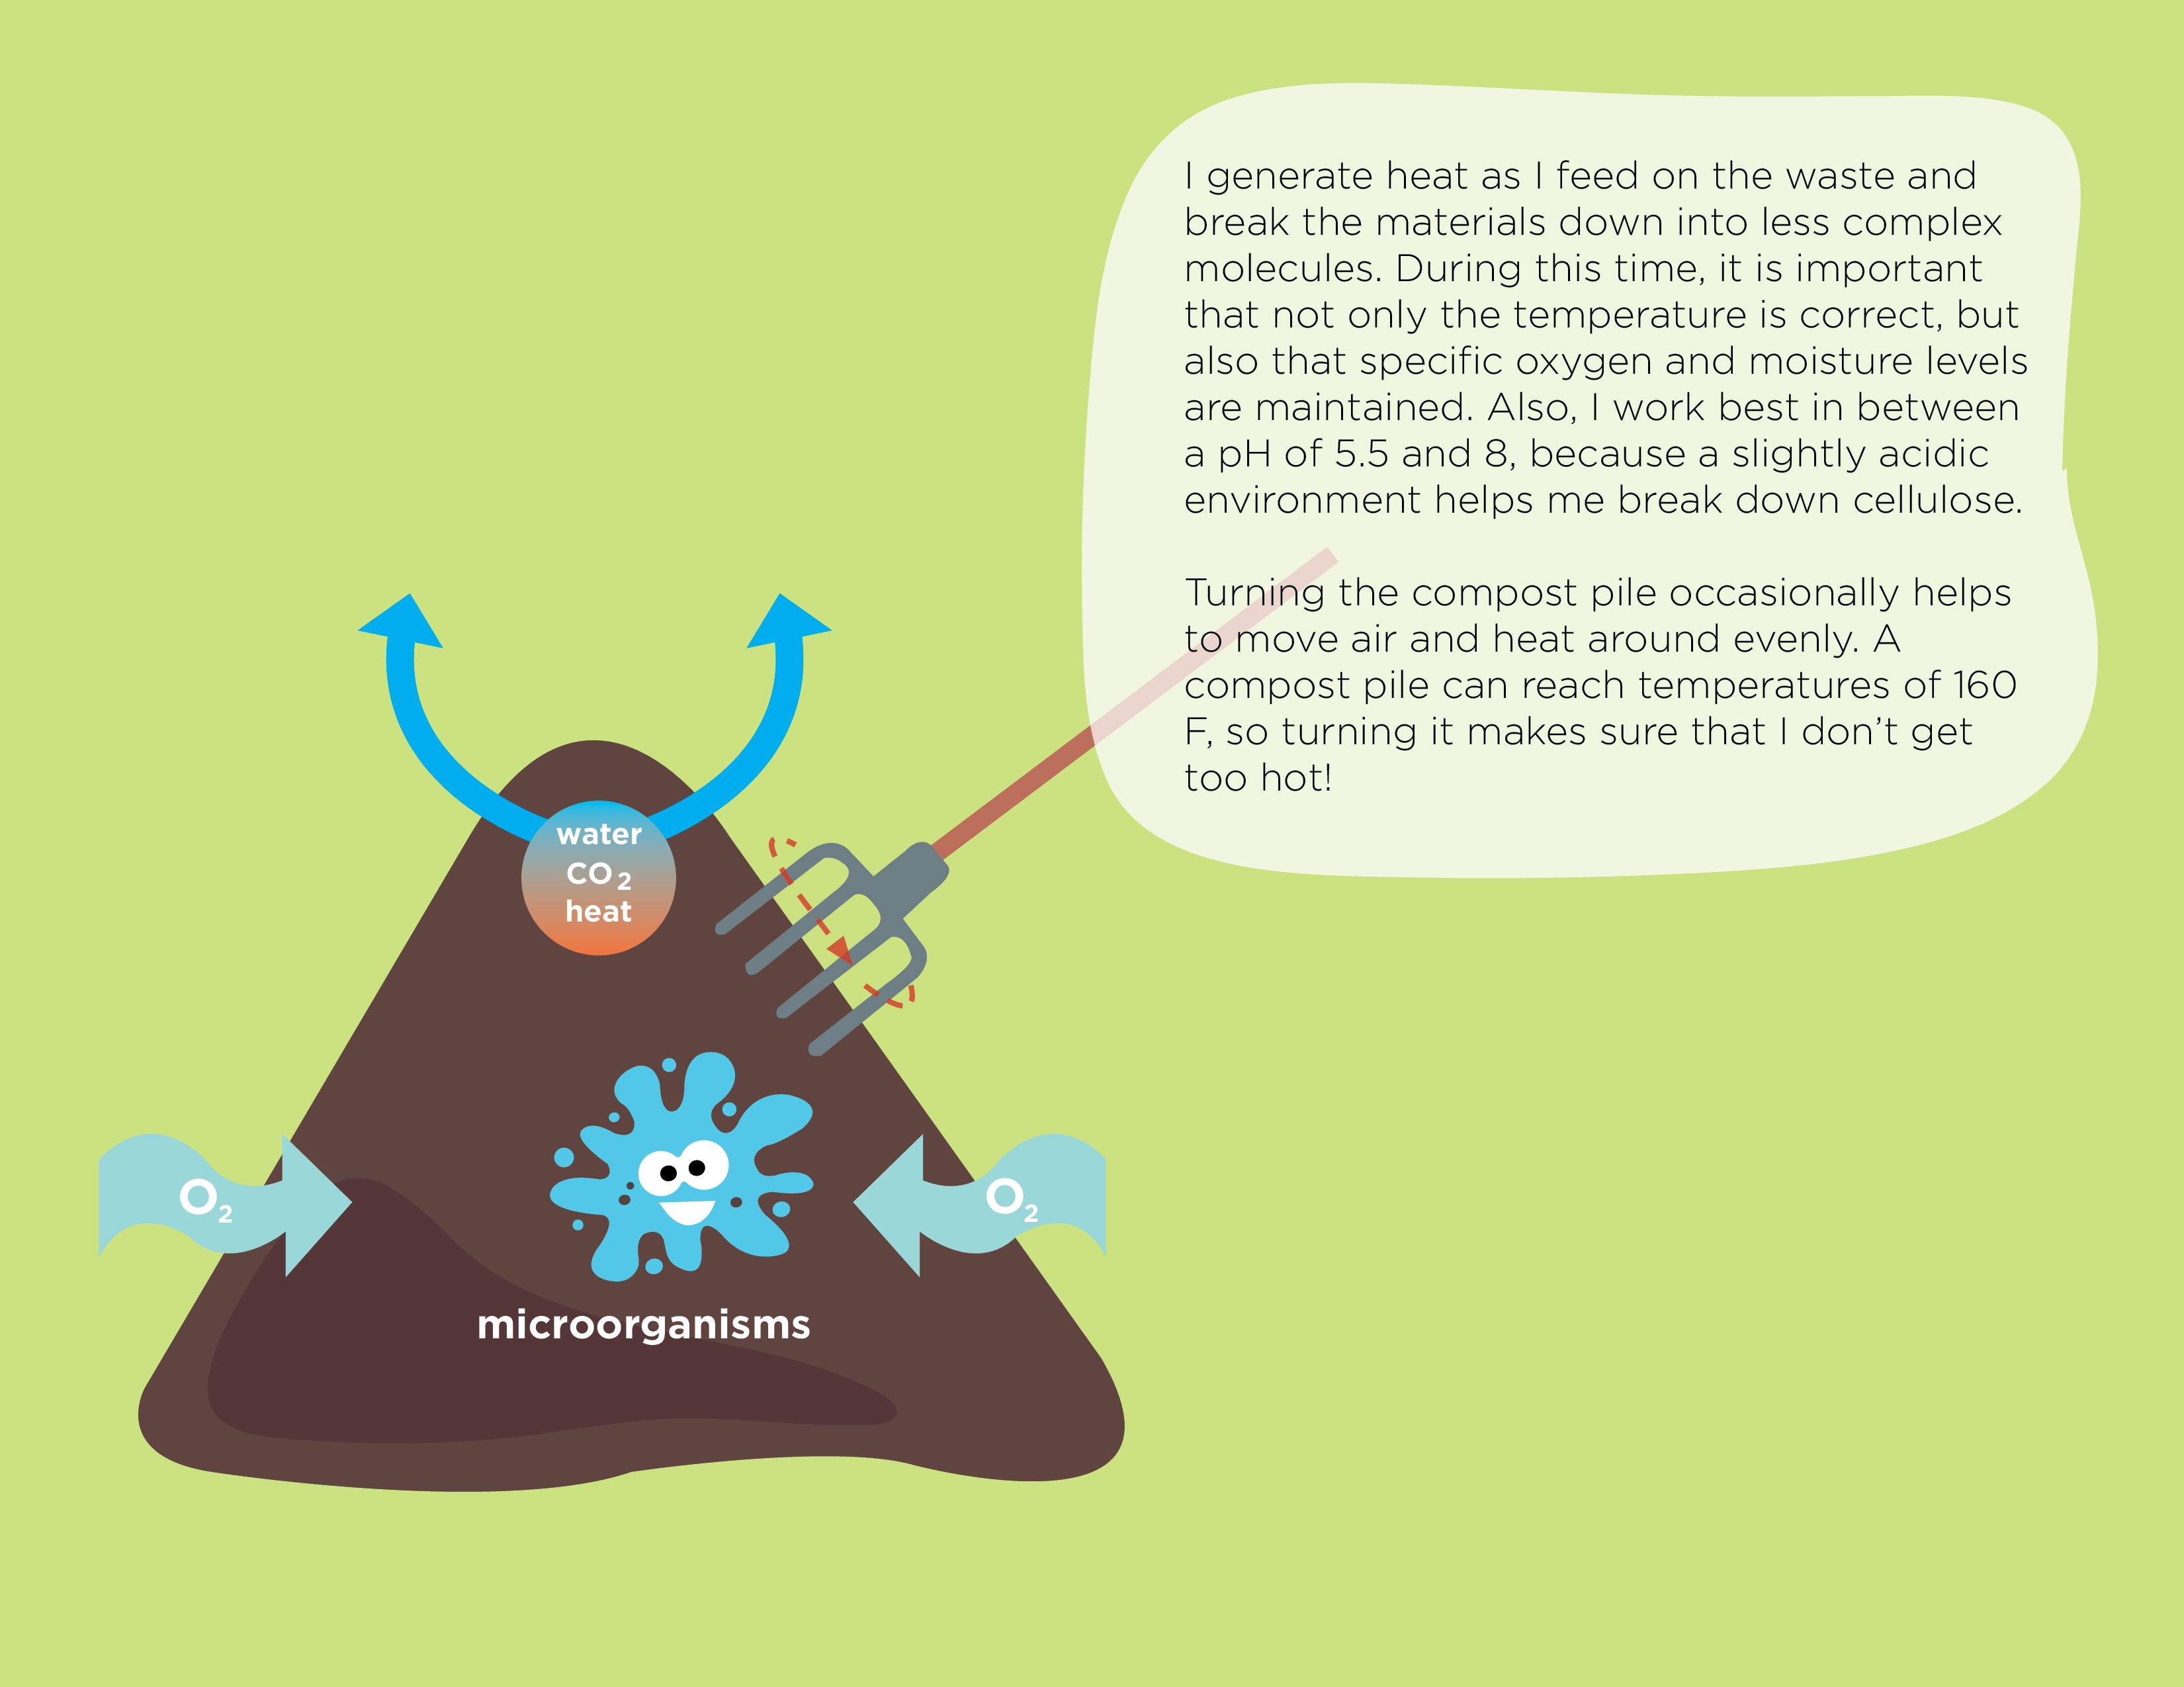 I generate heat as I feed on the waste and
break the materials down into less complex
molecules. During this time, it is important
that not only the temperature is correct, but
also that specific oxygen and moisture levels
are maintained. Also, I work best in between
a pH of 5.5 and 8, because a slightly acidic
environment helps me break down cellulose.
Turning the compost pile occasionally helps
to move air and heat around evenly. A
compost pile can reach temperatures of 160
F, so turning it makes sure that I don’t get
too hot!
water
CO 2
heat
O2
O2
microorganisms